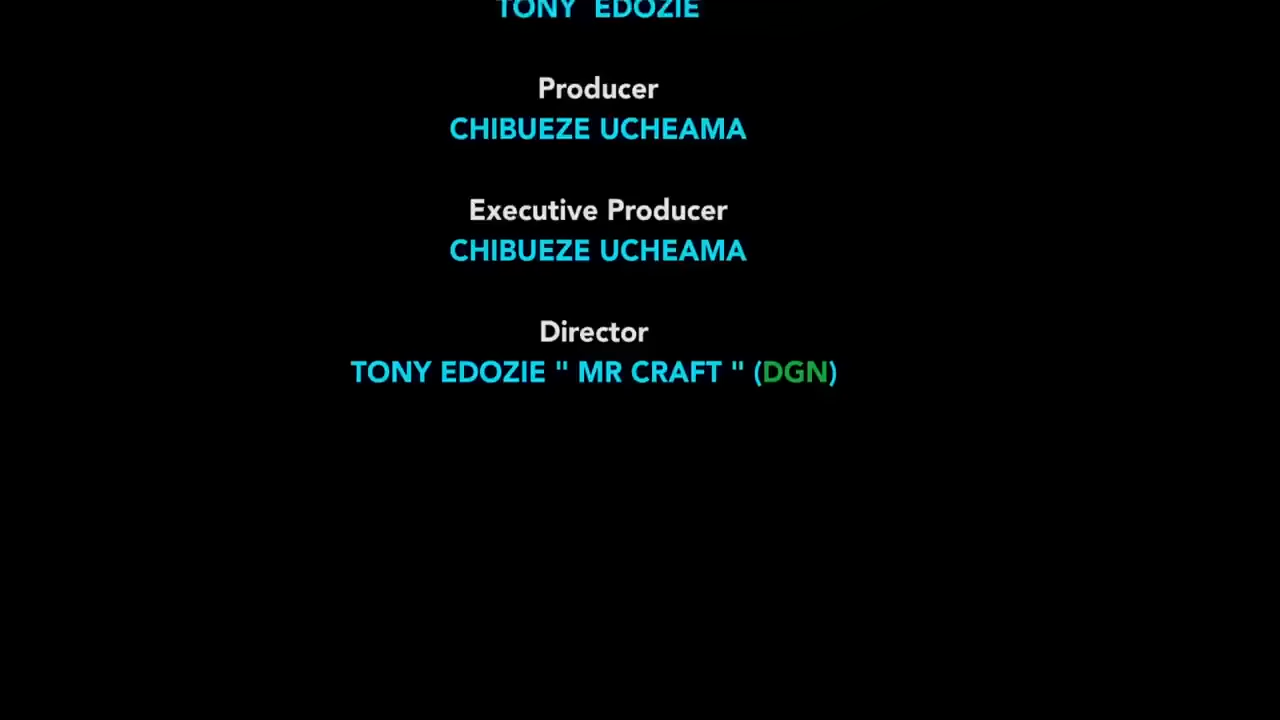 TONY EDOZIE
Producer
CHIBUEZE UCHEAMA
Executive Producer
CHIBUEZE UCHEAMA
Director
TONY EDOZIE " MR CRAFT " (DGN)